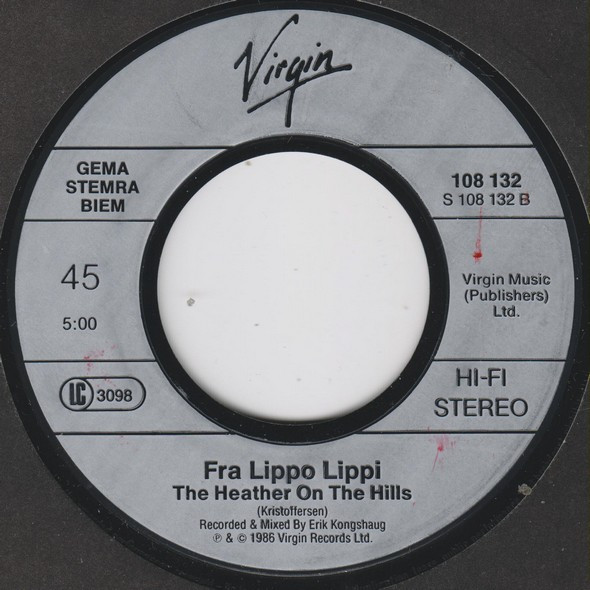 Virgin
GEMA
STEMRA
BIEM
108 132
S 108 132 B
45
5:00
Virgin Music
(Publishers)
Ltd.
LC 3098
HI-FI
STEREO
Fra Lippo Lippi
The Heather On The Hills
(Kristoffersen)
Recorded & Mixed By Erik Kongshaug
℗ & © 1986 Virgin Records Ltd.